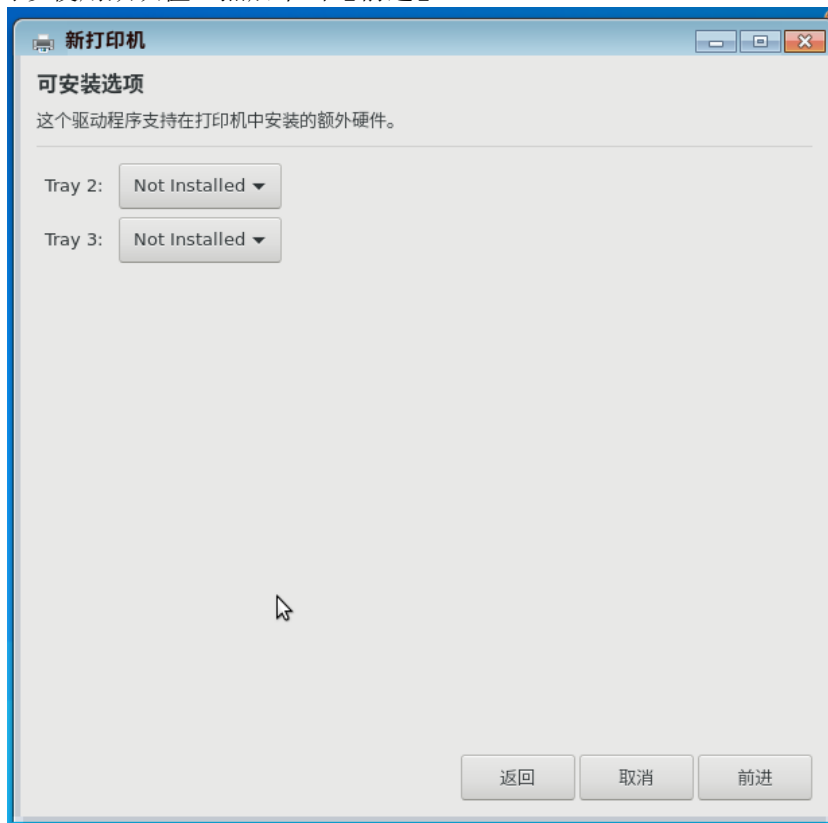 新打印机
可安装选项
这个驱动程序支持在打印机中安装的额外硬件。
Tray 2: Not Installed
Tray 3: Not Installed
返回 取消 前进